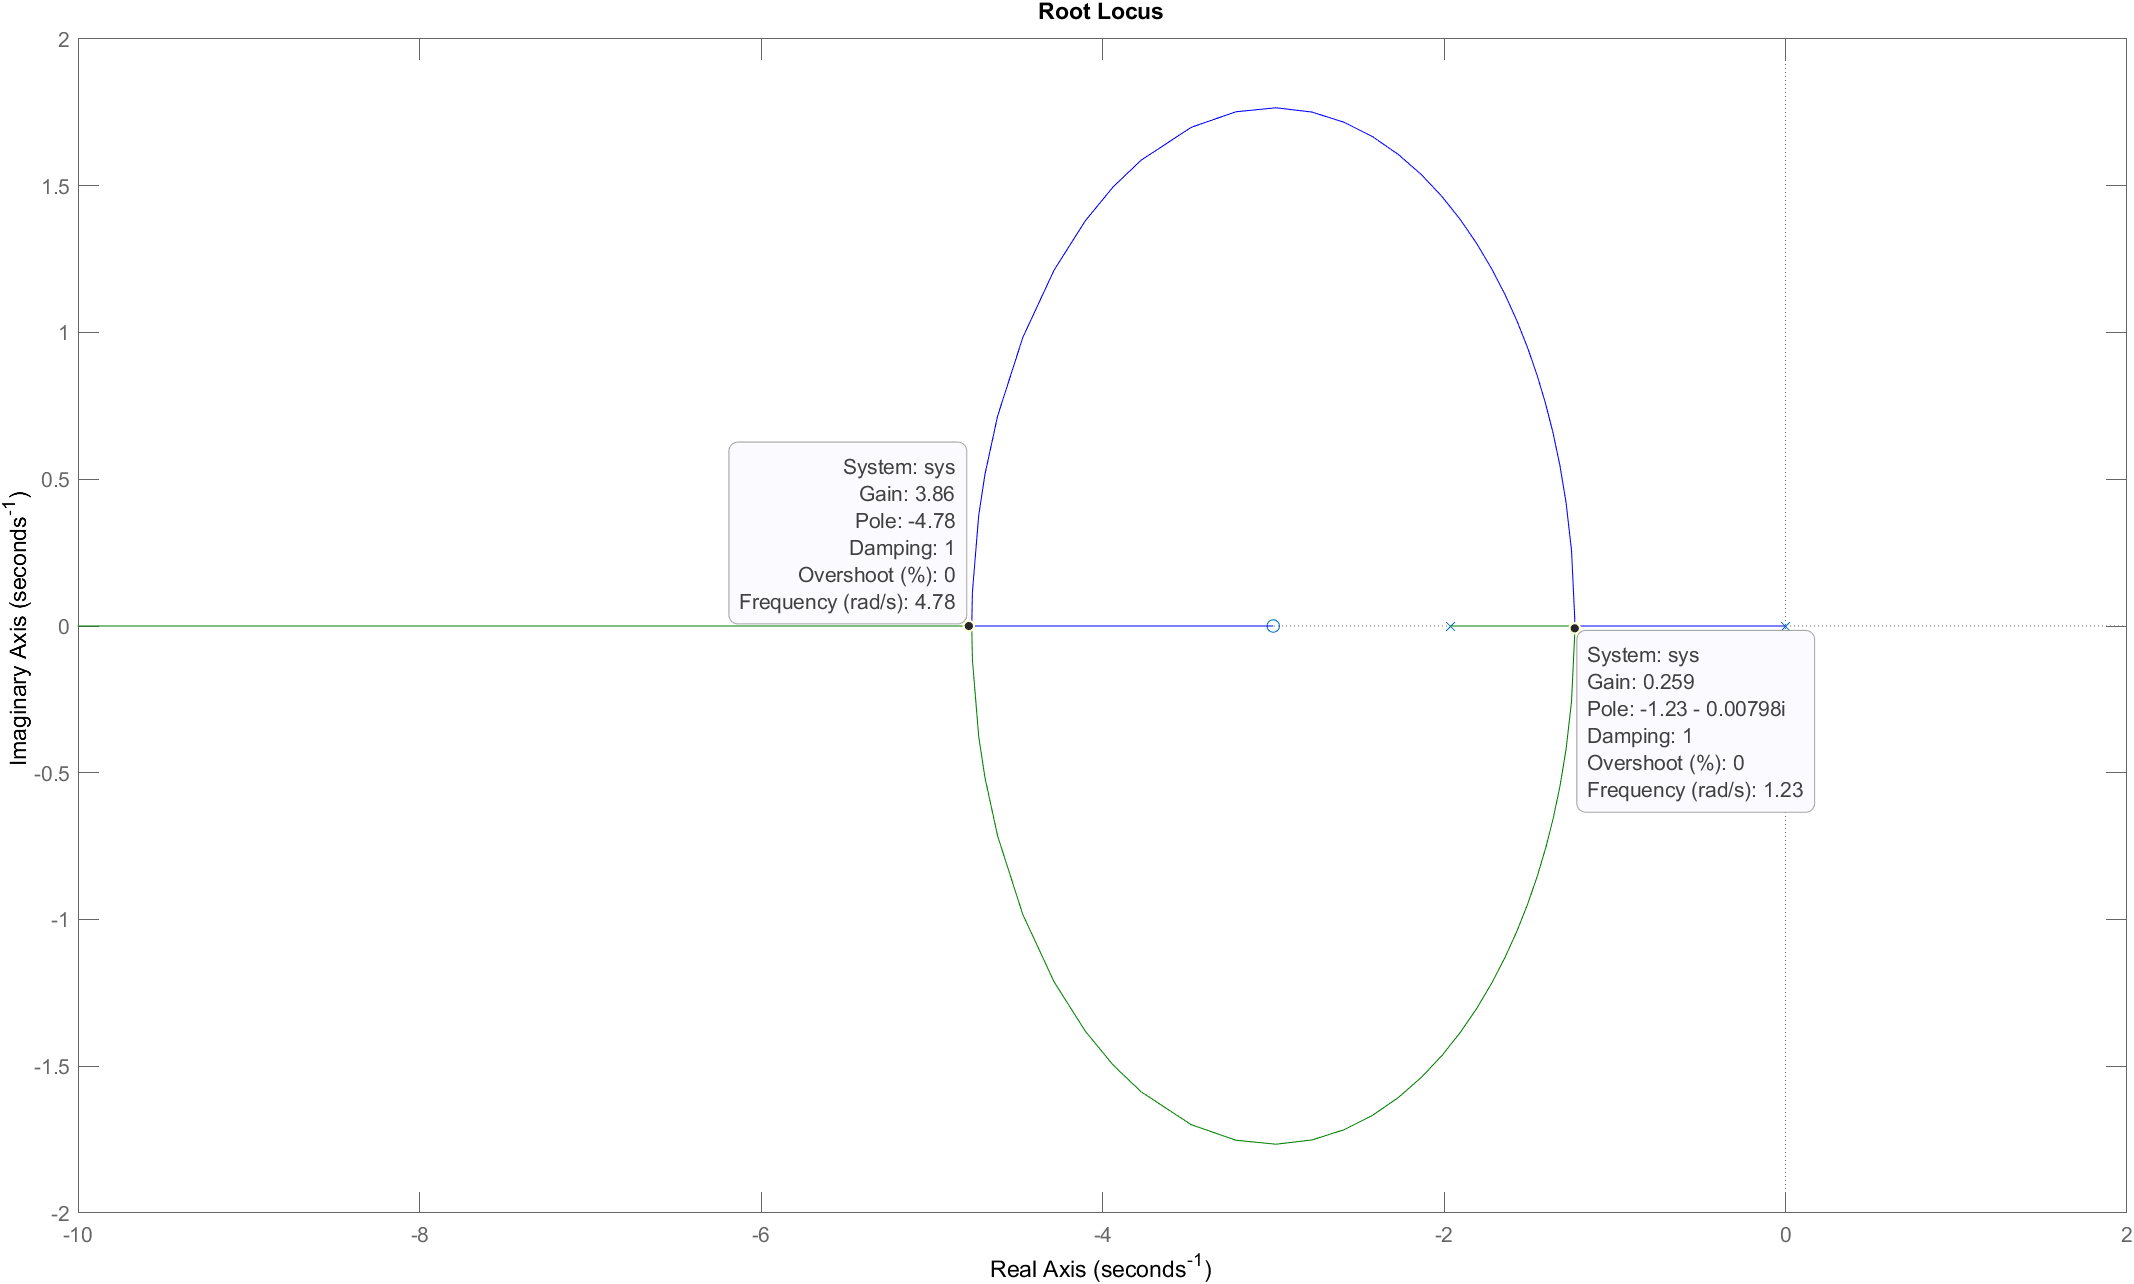 Root Locus
2
1.5
1
0.5
0
-0.5
-1
-1.5
-2
Imaginary Axis (seconds⁻¹)
System: sys
Gain: 3.86
Pole: -4.78
Damping: 1
Overshoot (%): 0
Frequency (rad/s): 4.78
System: sys
Gain: 0.259
Pole: -1.23 - 0.00798i
Damping: 1
Overshoot (%): 0
Frequency (rad/s): 1.23
-10 -8 -6 -4 -2 0 2
Real Axis (seconds⁻¹)